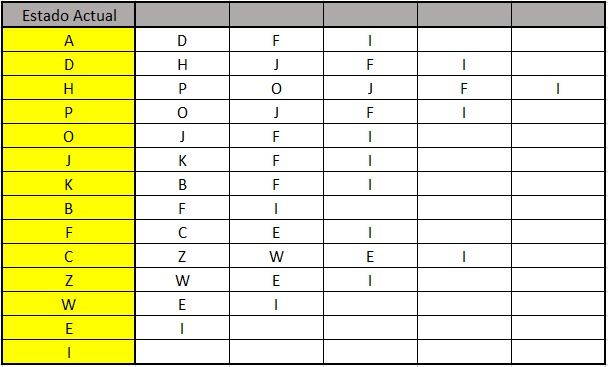 Estado Actual
A D F I
D H J F I
H P O J F I
P O J F I
O J F I
J K F I
K B F I
B F I
F C E I
C Z W E I
Z W E I
W E I
E I
I